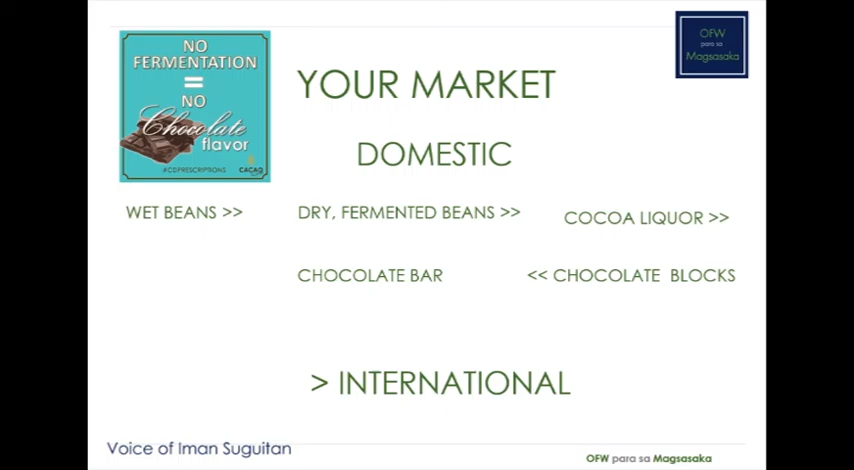 NO
FERMENTATION
=
NO
Chocolate
flavor
#CDPRESCRIPTIONS
CACAO
OFW
para sa
Magsasaka
YOUR MARKET
DOMESTIC
WET BEANS >>
DRY, FERMENTED BEANS >>
COCOA LIQUOR >>
CHOCOLATE BAR
<< CHOCOLATE BLOCKS
> INTERNATIONAL
Voice of Iman Suguitan
OFW para sa Magsasaka